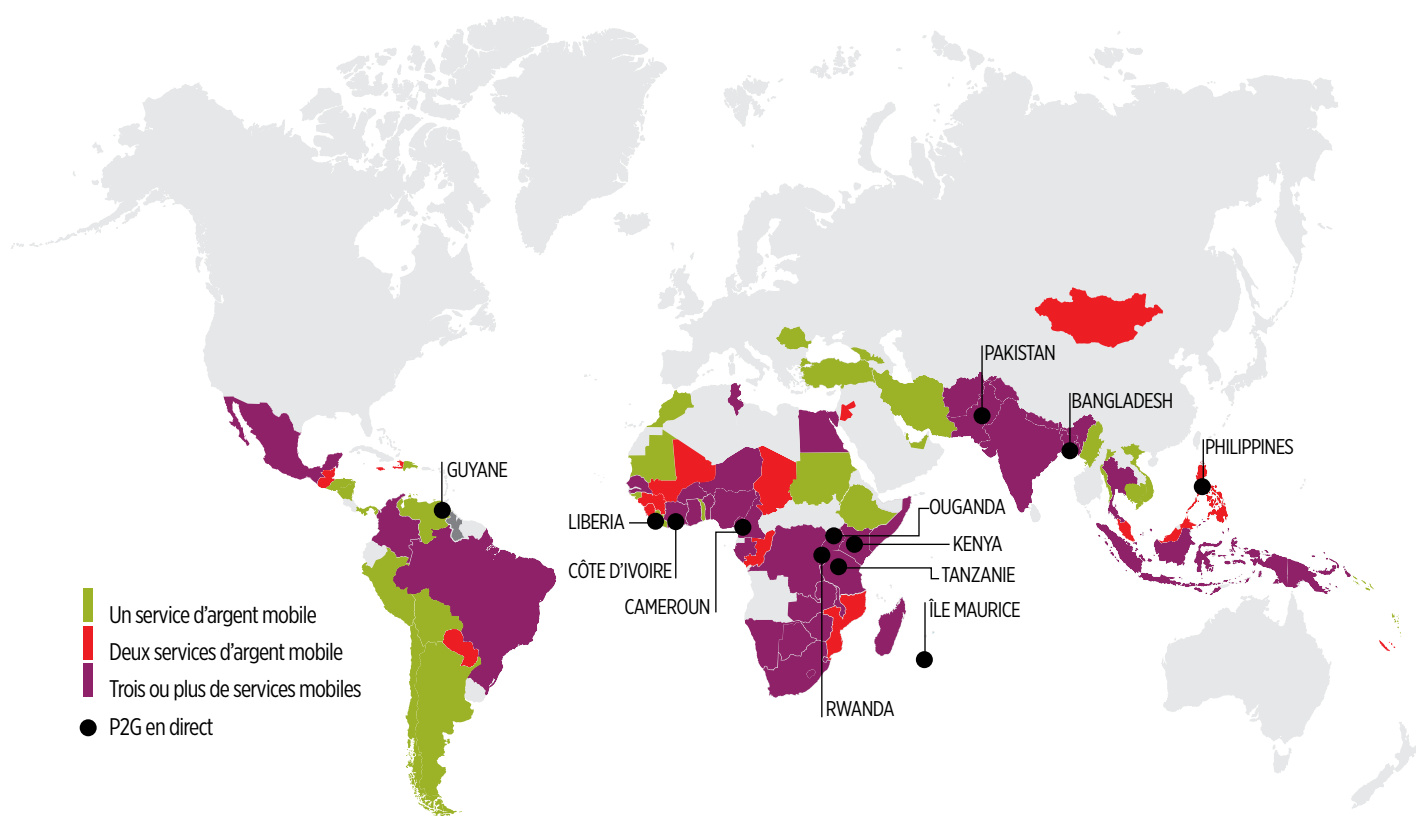 PAKISTAN
BANGLADESH
PHILIPPINES
GUYANE
OUGANDA
LIBERIA
KENYA
CÔTE D'IVOIRE
TANZANIE
CAMEROUN
ÎLE MAURICE
RWANDA
Un service d'argent mobile
Deux services d'argent mobile
Trois ou plus de services mobiles
P2G en direct